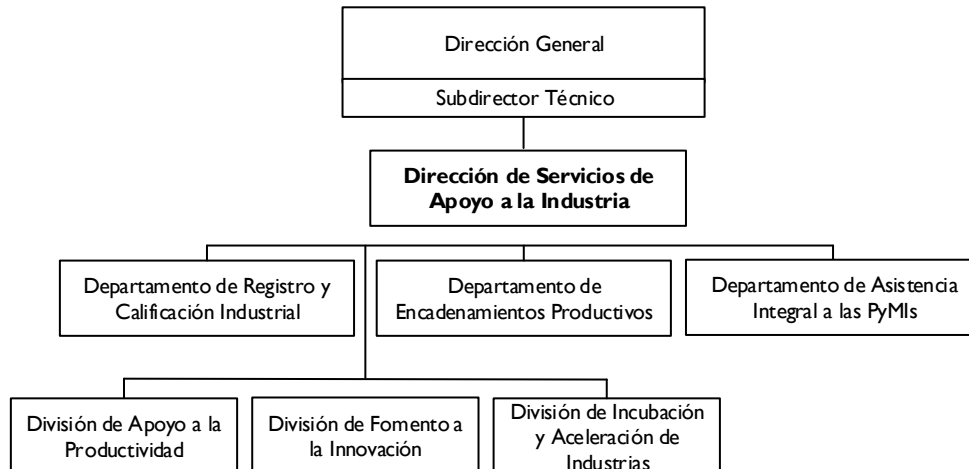 Dirección General
Subdirector Técnico
Dirección de Servicios de
Apoyo a la Industria
Departamento de Registro y
Calificación Industrial
Departamento de
Encadenamientos Productivos
Departamento de Asistencia
Integral a las PyMIs
División de Apoyo a la
Productividad
División de Fomento a
la Innovación
División de Incubación
y Aceleración de
Industrias